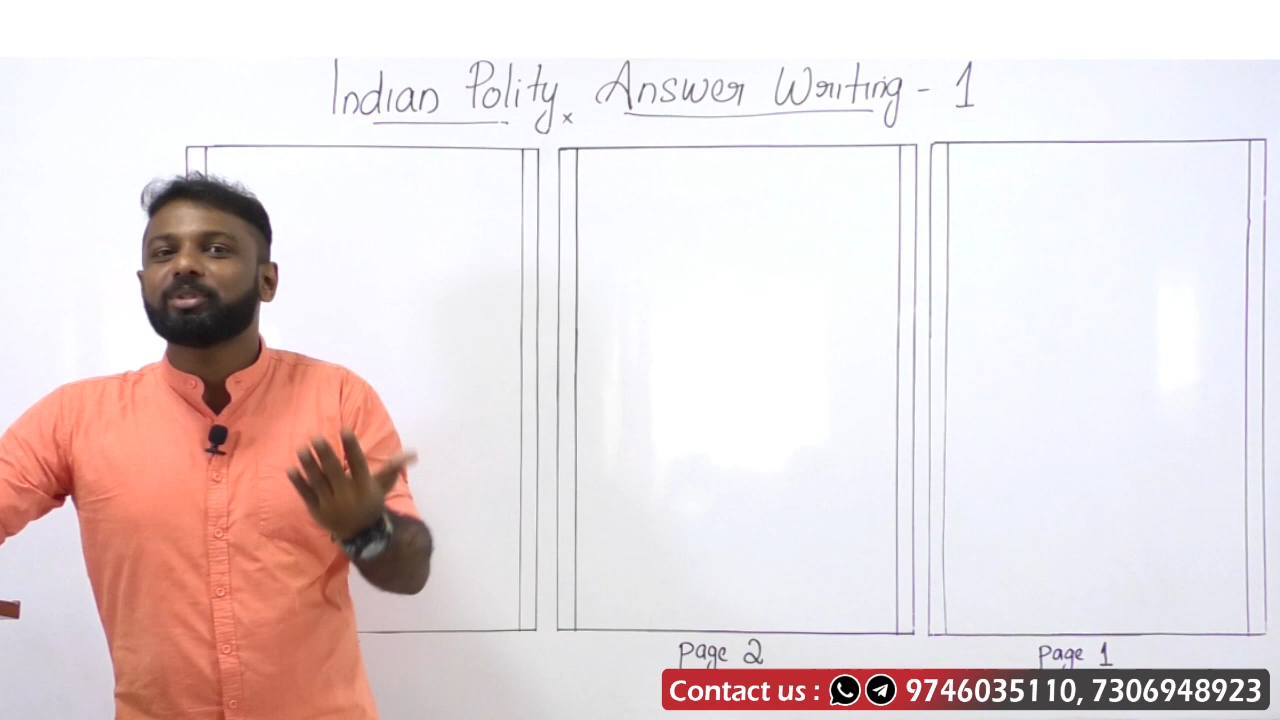 Indian Polity Answer Writing - 1
page 2
page 1
Contact us : 9746035110, 7306948923